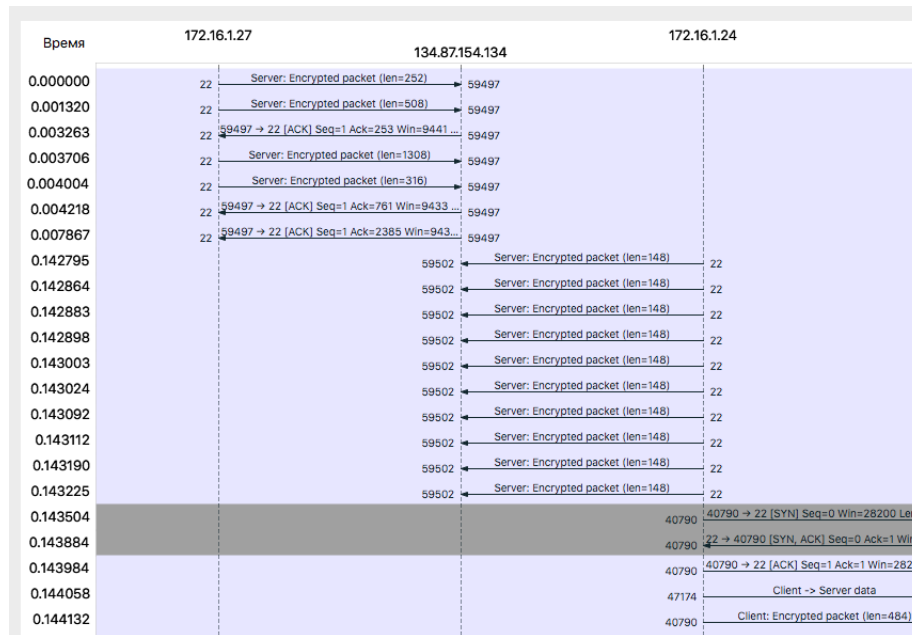 172.16.1.27 172.16.1.24
Время 134.87.154.134
0.000000 22 Server: Encrypted packet (len=252) 59497
0.001320 22 Server: Encrypted packet (len=508) 59497
0.003263 22 59497 → 22 [ACK] Seq=1 Ack=253 Win=9441 ... 59497
0.003706 22 Server: Encrypted packet (len=1308) 59497
0.004004 22 Server: Encrypted packet (len=316) 59497
0.004218 22 59497 → 22 [ACK] Seq=1 Ack=761 Win=9433 ... 59497
0.007867 22 59497 → 22 [ACK] Seq=1 Ack=2385 Win=943... 59497
0.142795 59502 Server: Encrypted packet (len=148) 22
0.142864 59502 Server: Encrypted packet (len=148) 22
0.142883 59502 Server: Encrypted packet (len=148) 22
0.142898 59502 Server: Encrypted packet (len=148) 22
0.143003 59502 Server: Encrypted packet (len=148) 22
0.143024 59502 Server: Encrypted packet (len=148) 22
0.143092 59502 Server: Encrypted packet (len=148) 22
0.143112 59502 Server: Encrypted packet (len=148) 22
0.143190 59502 Server: Encrypted packet (len=148) 22
0.143225 59502 Server: Encrypted packet (len=148) 22
0.143504 40790 40790 → 22 [SYN] Seq=0 Win=28200 Le
0.143884 40790 22 → 40790 [SYN, ACK] Seq=0 Ack=1 Wi
0.143984 40790 40790 → 22 [ACK] Seq=1 Ack=1 Win=282
0.144058 47174 Client -> Server data
0.144132 40790 Client: Encrypted packet (len=484)